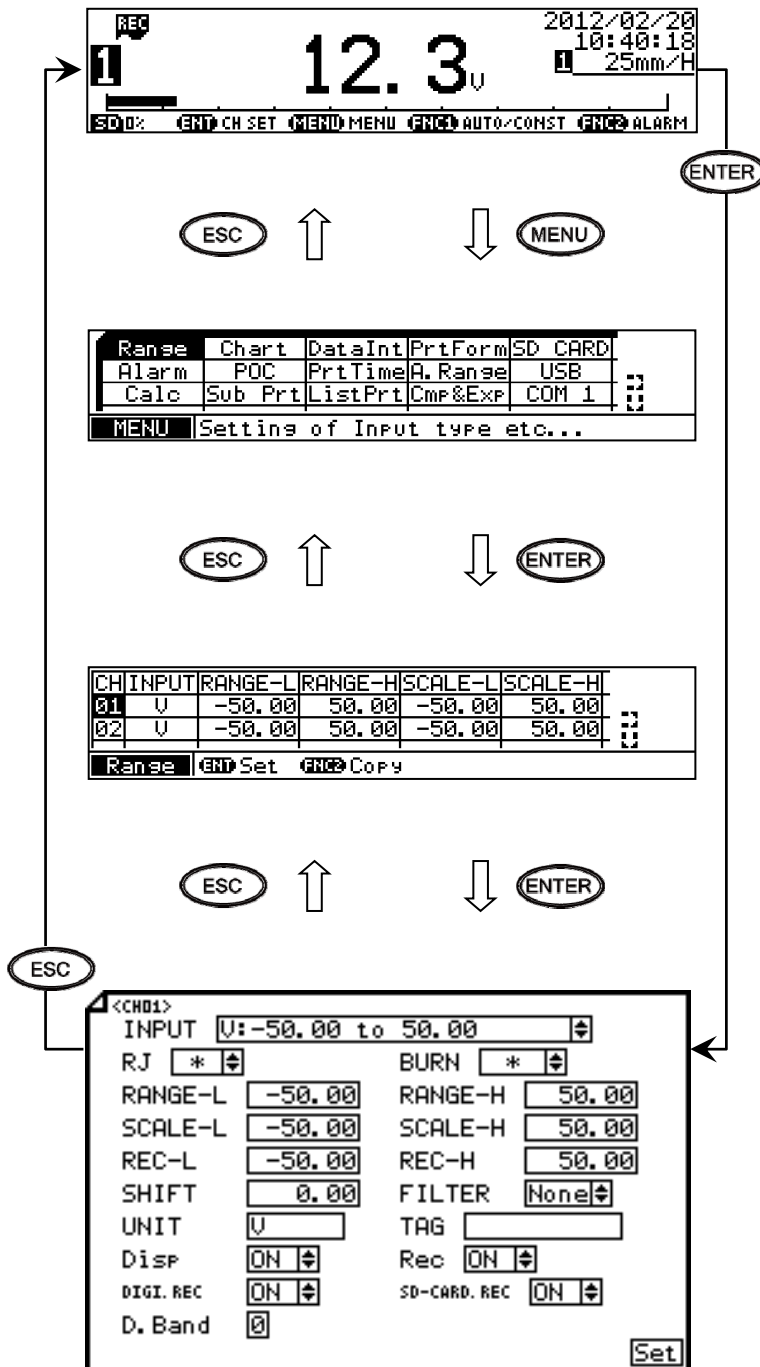 REC
2012/02/20
10:40:18
1 12.3V 1 25mm/H
SD 0% ENT CH SET MENU MENU FNC1 AUTO/CONST FNC2 ALARM
ENTER
ESC MENU
Range Chart DataInt PrtForm SD CARD
Alarm POC PrtTime A.Range USB
Calc Sub Prt ListPrt Cmp&Exp COM 1
MENU Setting of Input type etc...
ESC ENTER
CH INPUT RANGE-L RANGE-H SCALE-L SCALE-H
01 V -50.00 50.00 -50.00 50.00
02 V -50.00 50.00 -50.00 50.00
Range ENT Set FNC2 Copy
ESC ENTER
ESC
<CH01>
INPUT V:-50.00 to 50.00
RJ * BURN *
RANGE-L -50.00 RANGE-H 50.00
SCALE-L -50.00 SCALE-H 50.00
REC-L -50.00 REC-H 50.00
SHIFT 0.00 FILTER None
UNIT V TAG
Disp ON Rec ON
DIGI.REC ON SD-CARD.REC ON
D.Band 0
Set